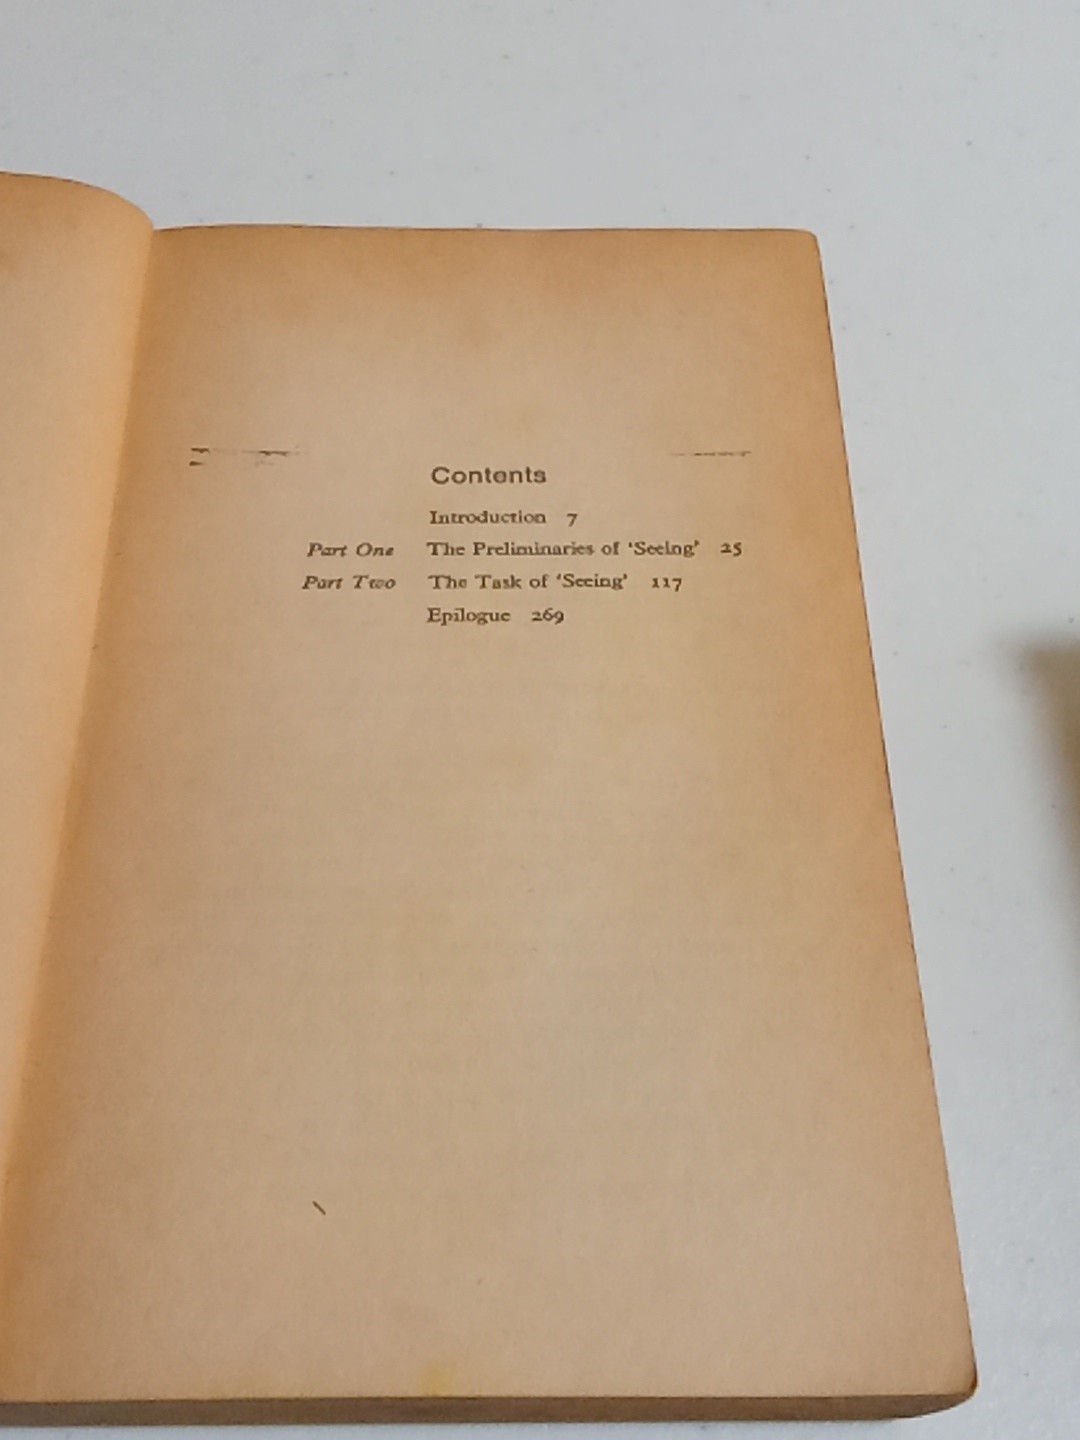 Contents
Introduction 7
Part One The Preliminaries of ‘Seeing’ 25
Part Two The Task of ‘Seeing’ 117
Epilogue 269